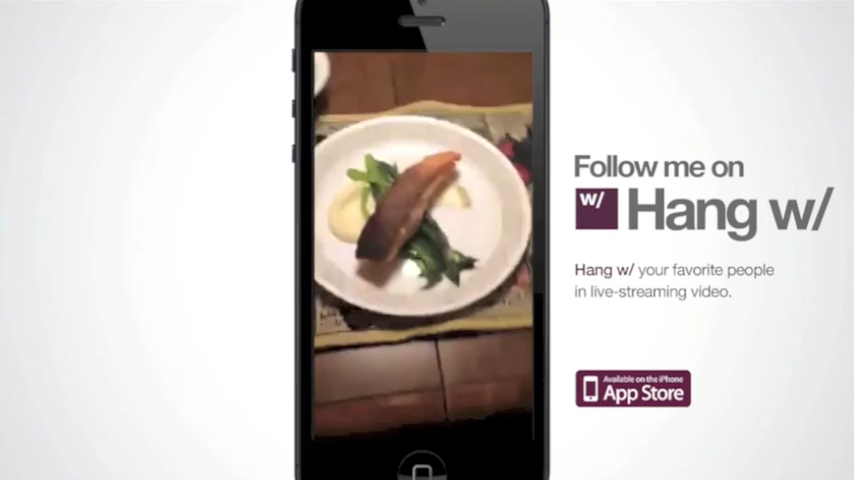 Follow me on
w/ Hang w/
Hang w/ your favorite people
in live-streaming video.
Available on the iPhone
App Store